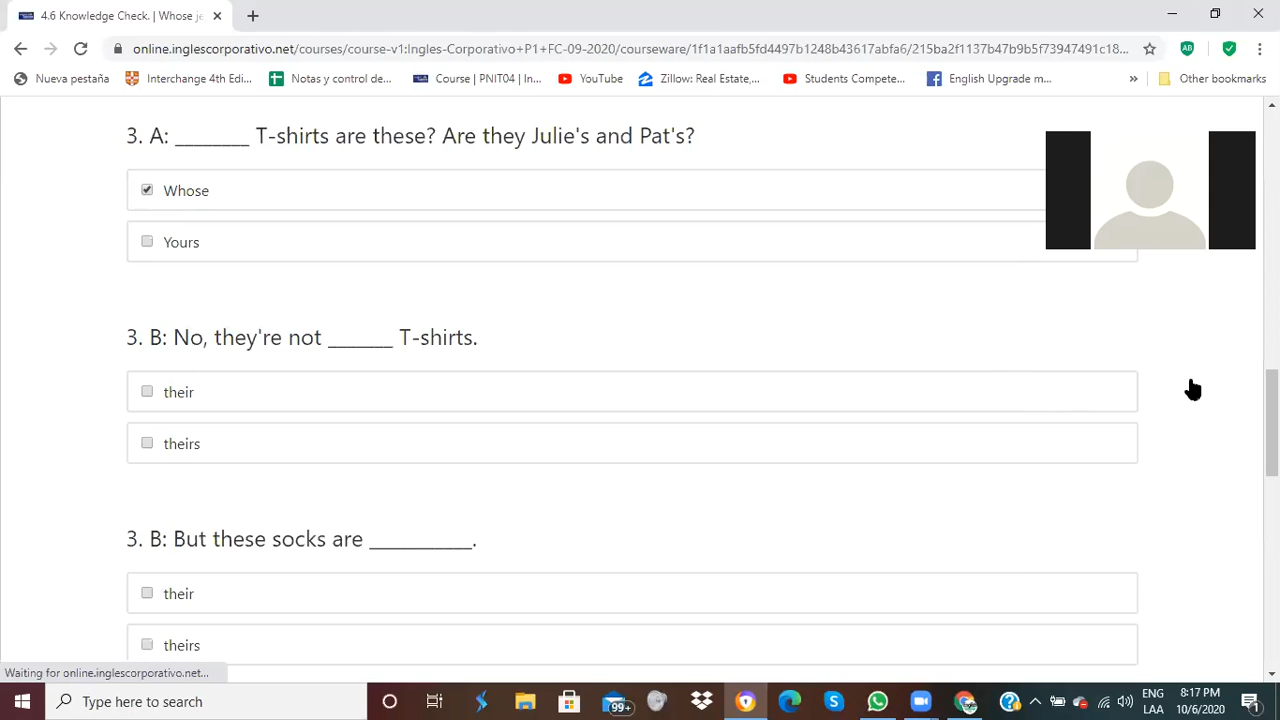 4.6 Knowledge Check. | Whose je
online.inglescorporativo.net/courses/course-v1:Ingles-Corporativo+P1+FC-09-2020/courseware/1f1a1aafb5fd4497b1248b43617abfa6/215ba2f1137b47b9b5f73947491c18...
Nueva pestaña Interchange 4th Edi... Notas y control de... Course | PNIT04 | In... YouTube Zillow: Real Estate,... Students Compete... English Upgrade m... » Other bookmarks
3. A: ________ T-shirts are these? Are they Julie's and Pat's?
Whose
Yours
3. B: No, they're not _______ T-shirts.
their
theirs
3. B: But these socks are ___________.
their
theirs
Waiting for online.inglescorporativo.net...
Type here to search 99+ ENG 8:17 PM
LAA 10/6/2020 1